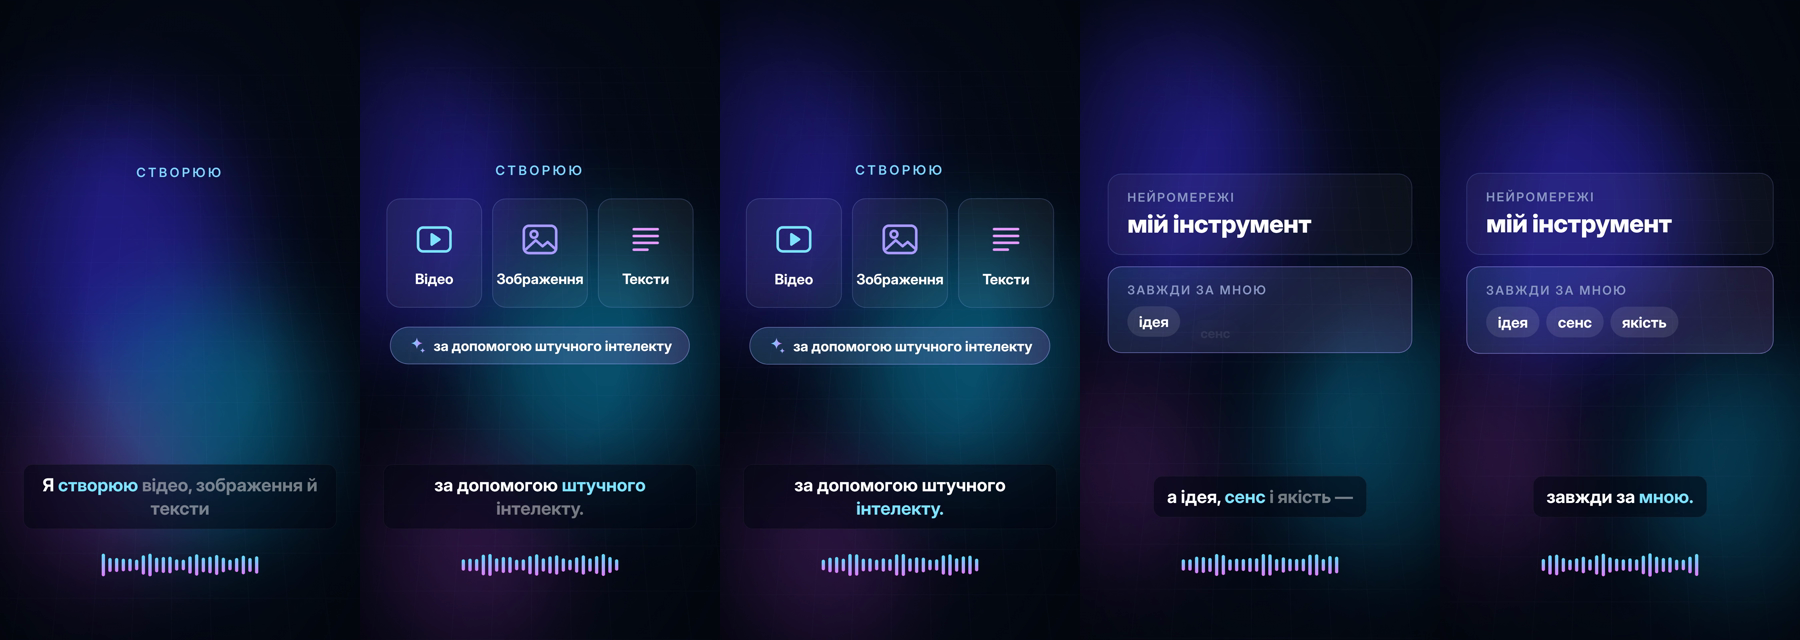 СТВОРЮЮ
Я створюю відео, зображення й
тексти
СТВОРЮЮ
Відео
Зображення
Тексти
за допомогою штучного інтелекту
за допомогою штучного
інтелекту.
СТВОРЮЮ
Відео
Зображення
Тексти
за допомогою штучного інтелекту
за допомогою штучного
інтелекту.
НЕЙРОМЕРЕЖІ
мій інструмент
ЗАВЖДИ ЗА МНОЮ
ідея
сенс
а ідея, сенс і якість —
НЕЙРОМЕРЕЖІ
мій інструмент
ЗАВЖДИ ЗА МНОЮ
ідея сенс якість
завжди за мною.